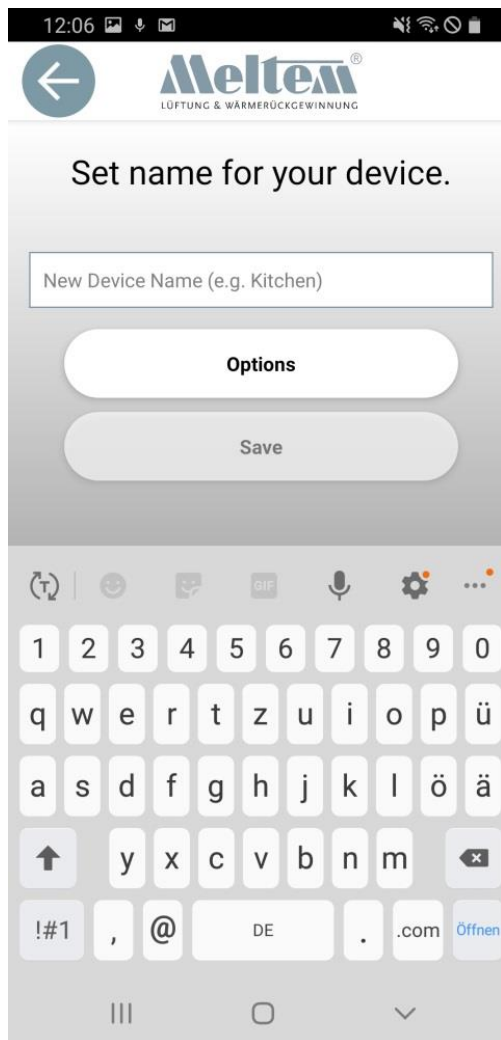 12:06
Meltem®
LÜFTUNG & WÄRMERÜCKGEWINNUNG
Set name for your device.
New Device Name (e.g. Kitchen)
Options
Save
T GIF
1 2 3 4 5 6 7 8 9 0
q w e r t z u i o p ü
a s d f g h j k l ö ä
y x c v b n m
!#1 , @ DE . .com Öffnen